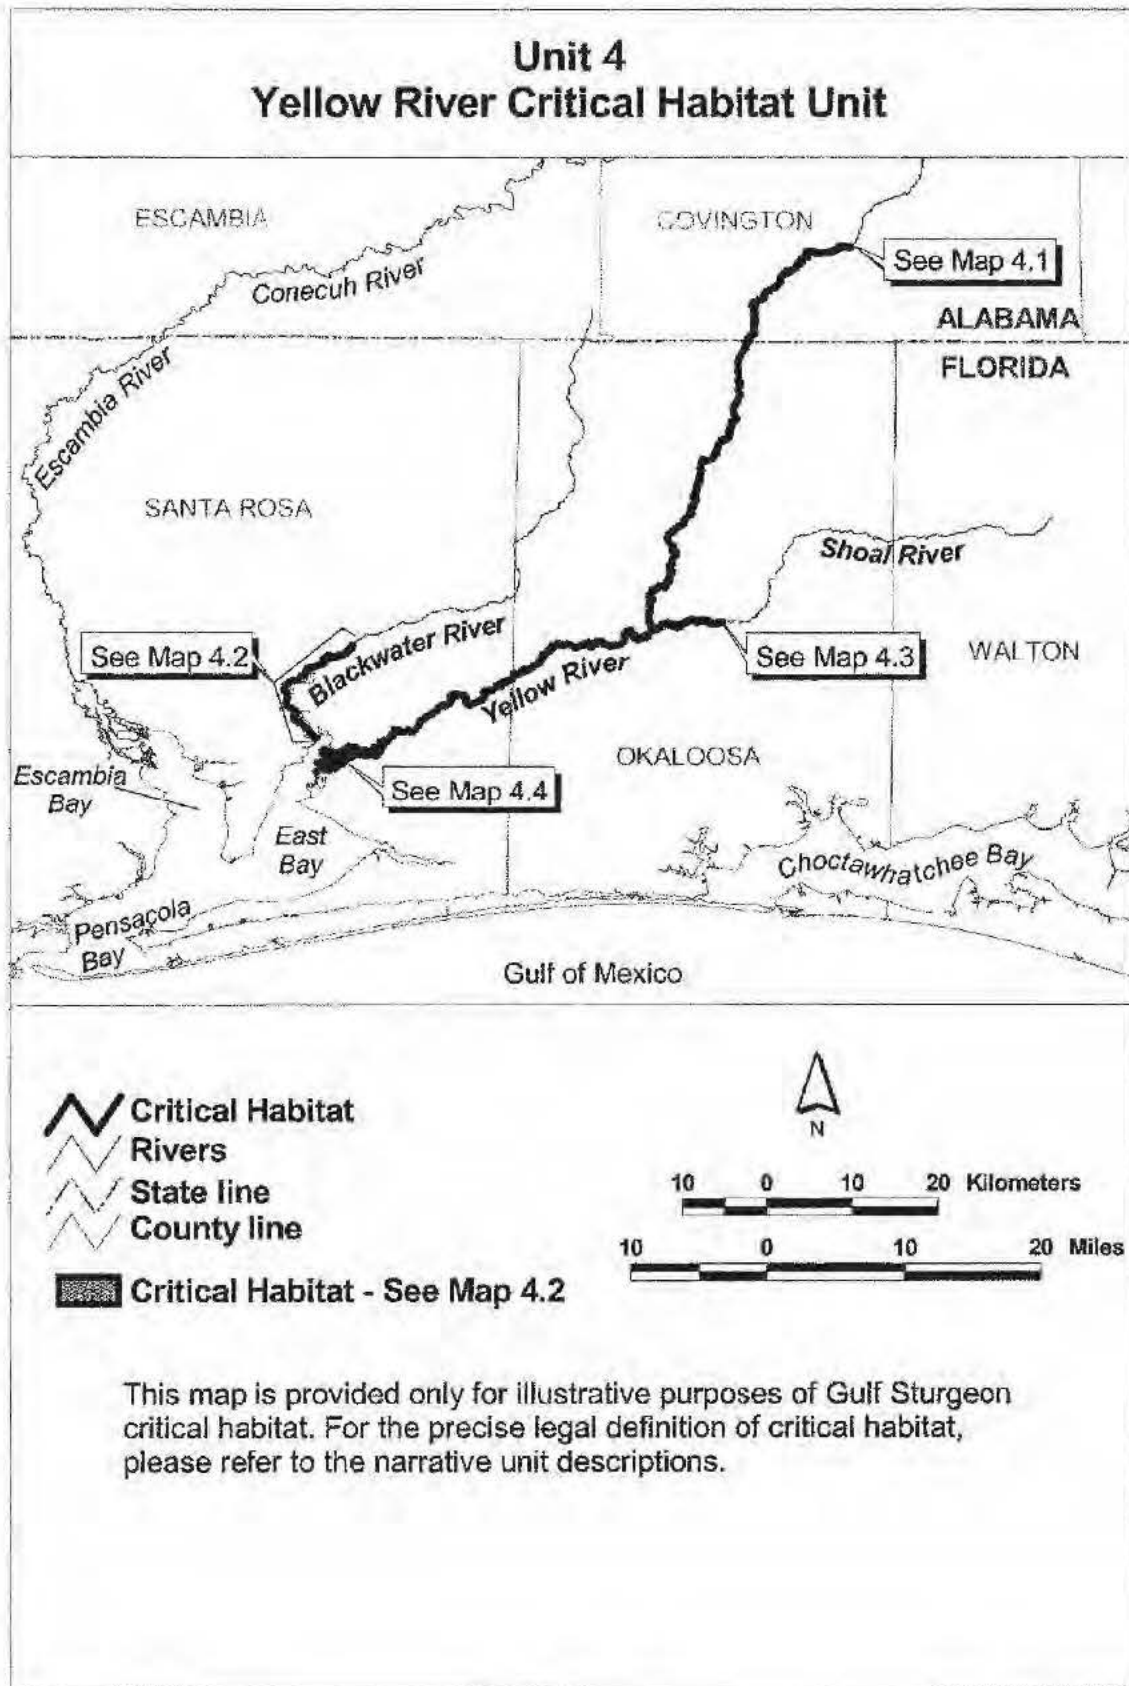 Unit 4
Yellow River Critical Habitat Unit
ESCAMBIA
COVINGTON
See Map 4.1
Conecuh River
ALABAMA
FLORIDA
Escambia River
SANTA ROSA
Shoal River
See Map 4.2
Blackwater River
See Map 4.3
WALTON
Yellow River
OKALOOSA
Escambia
Bay
See Map 4.4
East
Bay
Choctawhatchee Bay
Pensacola
Bay
Gulf of Mexico
Critical Habitat
Rivers
State line
County line
Critical Habitat - See Map 4.2
N
10 0 10 20 Kilometers
10 0 10 20 Miles
This map is provided only for illustrative purposes of Gulf Sturgeon
critical habitat. For the precise legal definition of critical habitat,
please refer to the narrative unit descriptions.